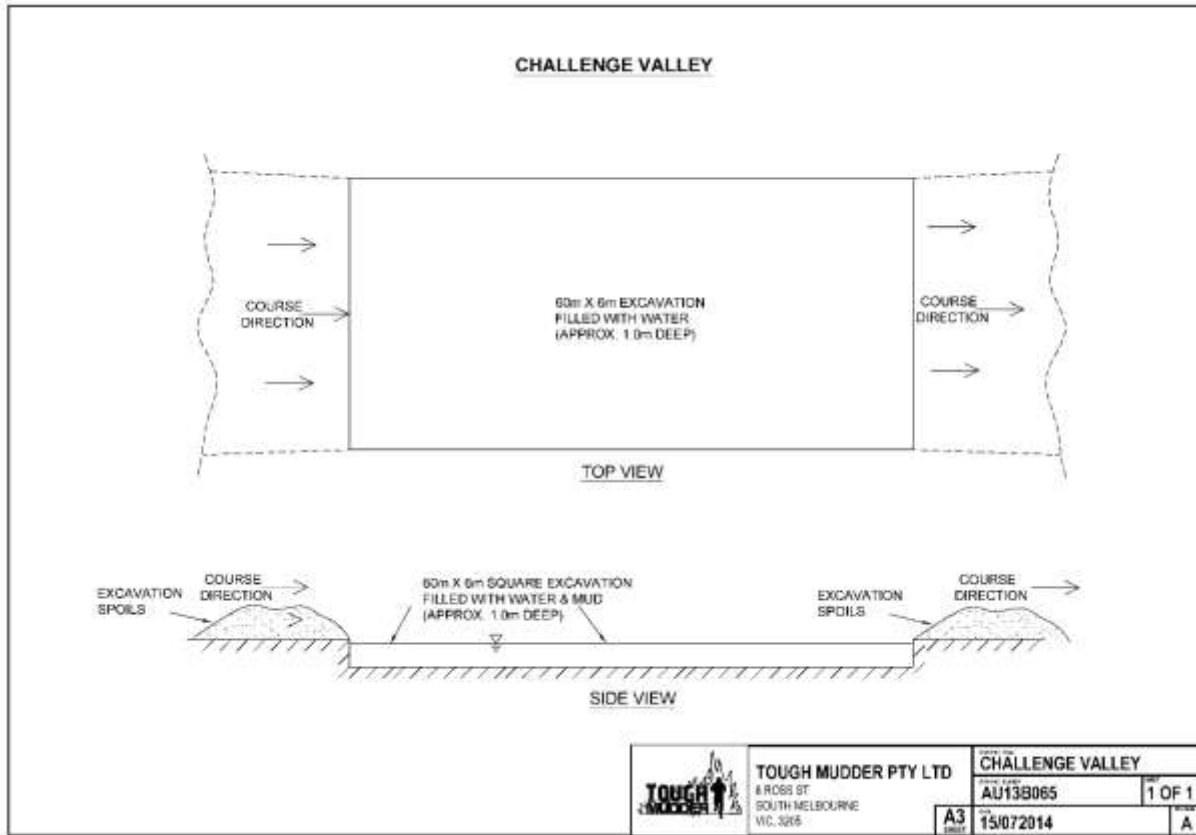 CHALLENGE VALLEY
COURSE
DIRECTION
60m X 6m EXCAVATION
FILLED WITH WATER
(APPROX. 1.0m DEEP)
COURSE
DIRECTION
TOP VIEW
EXCAVATION
SPOILS
COURSE
DIRECTION
60m X 6m SQUARE EXCAVATION
FILLED WITH WATER & MUD
(APPROX. 1.0m DEEP)
EXCAVATION
SPOILS
COURSE
DIRECTION
SIDE VIEW
TOUGH
MUDDER
TOUGH MUDDER PTY LTD
8 ROSS ST
SOUTH MELBOURNE
VIC, 3205
A3
SHEET
CHALLENGE VALLEY
AU13B065
1 OF 1
15/072014
A